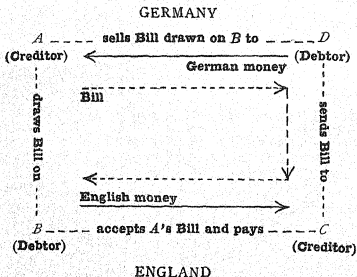 GERMANY
A sells Bill drawn on B to D
(Creditor) (Debtor)
German money
Bill
draws Bill on
sends Bill to
English money
B accepts A's Bill and pays C
(Debtor) (Creditor)
ENGLAND